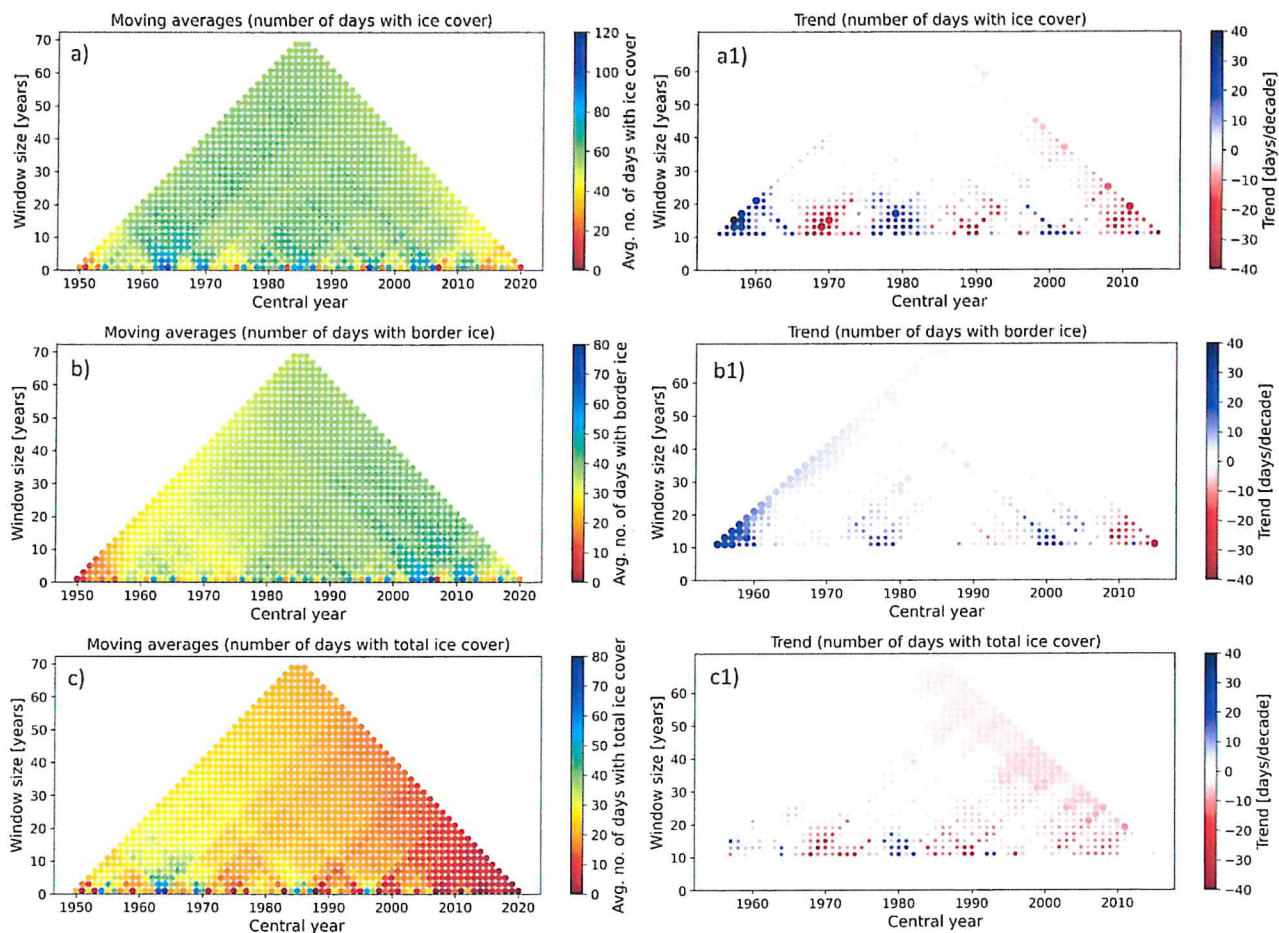 Moving averages (number of days with ice cover)
a)
Window size [years]
70
60
50
40
30
20
10
0
1950 1960 1970 1980 1990 2000 2010 2020
Central year
120
100
80
60
40
20
0
Avg. no. of days with ice cover
Trend (number of days with ice cover)
a1)
Window size [years]
60
50
40
30
20
10
0
1960 1970 1980 1990 2000 2010
Central year
40
30
20
10
0
−10
−20
−30
−40
Trend [days/decade]
Moving averages (number of days with border ice)
b)
Window size [years]
70
60
50
40
30
20
10
0
1950 1960 1970 1980 1990 2000 2010 2020
Central year
80
70
60
50
40
30
20
10
0
Avg. no. of days with border ice
Trend (number of days with border ice)
b1)
Window size [years]
70
60
50
40
30
20
10
0
1960 1970 1980 1990 2000 2010
Central year
40
30
20
10
0
−10
−20
−30
−40
Trend [days/decade]
Moving averages (number of days with total ice cover)
c)
Window size [years]
70
60
50
40
30
20
10
0
1950 1960 1970 1980 1990 2000 2010 2020
Central year
80
70
60
50
40
30
20
10
0
Avg. no. of days with total ice cover
Trend (number of days with total ice cover)
c1)
Window size [years]
60
50
40
30
20
10
0
1960 1970 1980 1990 2000 2010
Central year
40
30
20
10
0
−10
−20
−30
−40
Trend [days/decade]